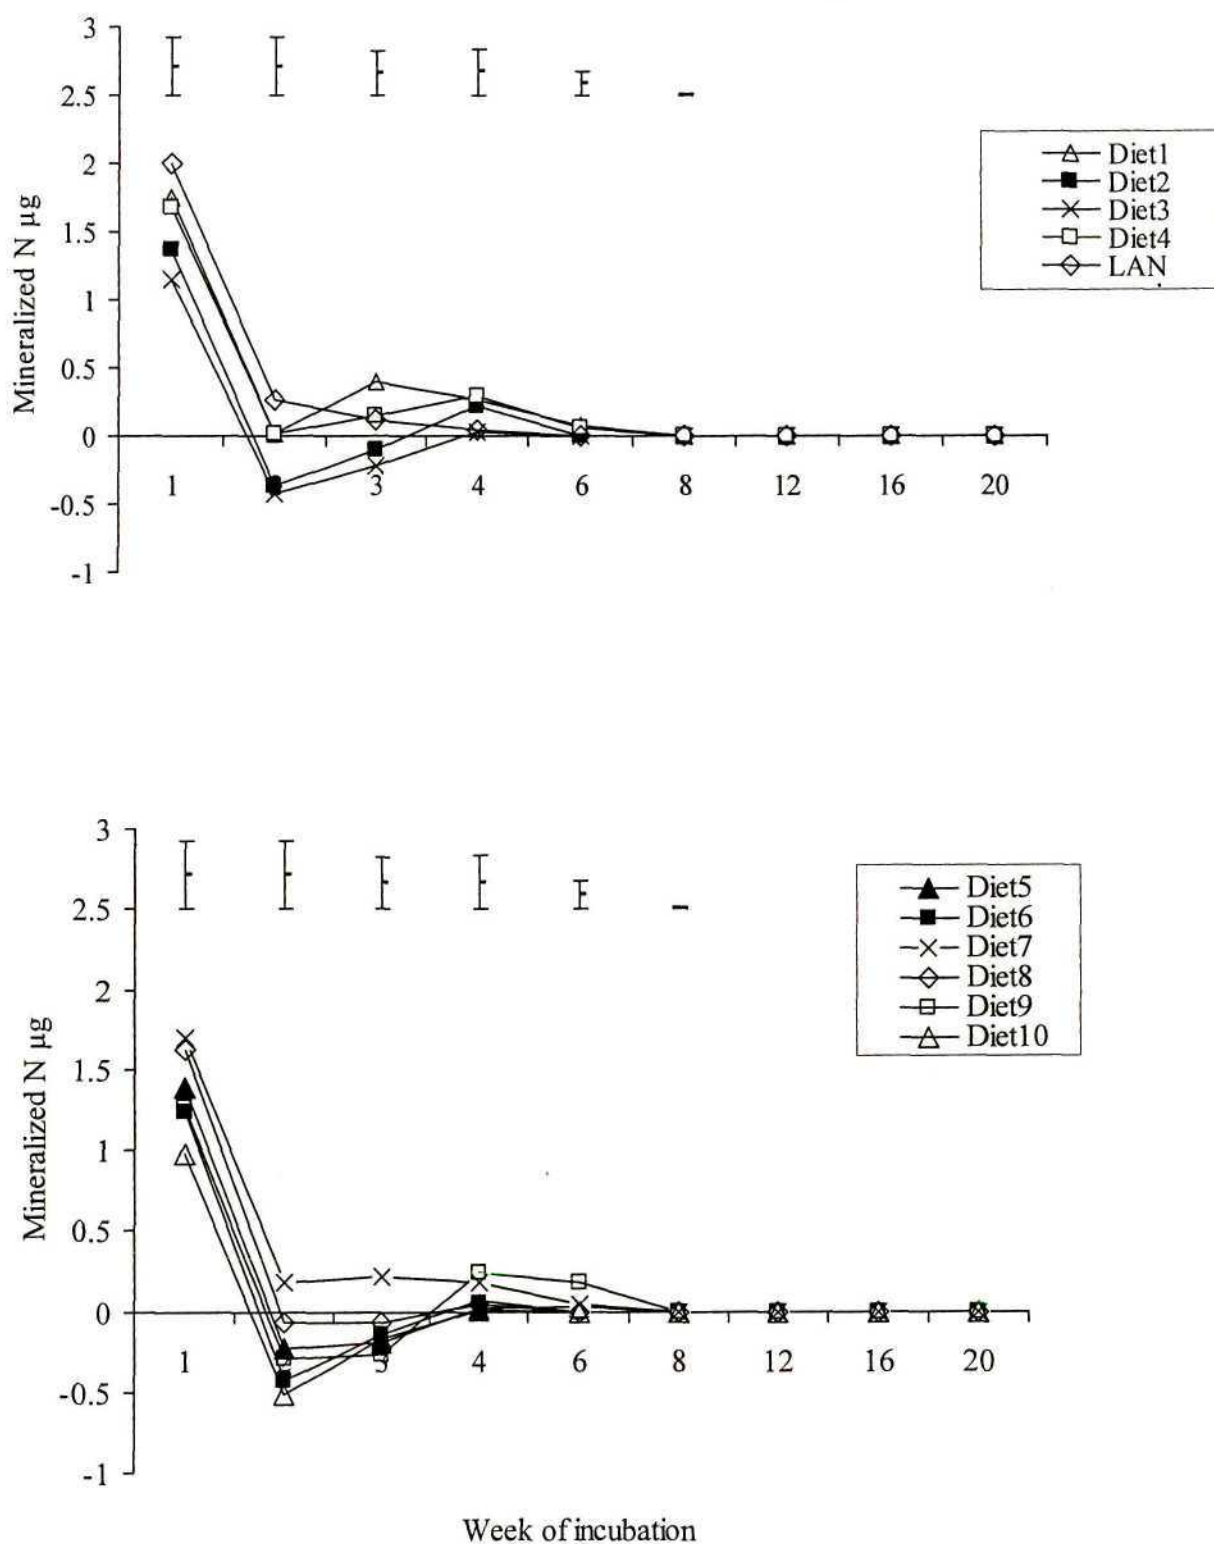 3
2.5
2
1.5
1
0.5
0
-0.5
-1
Mineralized N µg
1 3 4 6 8 12 16 20
Diet1
Diet2
Diet3
Diet4
LAN
3
2.5
2
1.5
1
0.5
0
-0.5
-1
Mineralized N µg
1 3 4 6 8 12 16 20
Diet5
Diet6
Diet7
Diet8
Diet9
Diet10
Week of incubation